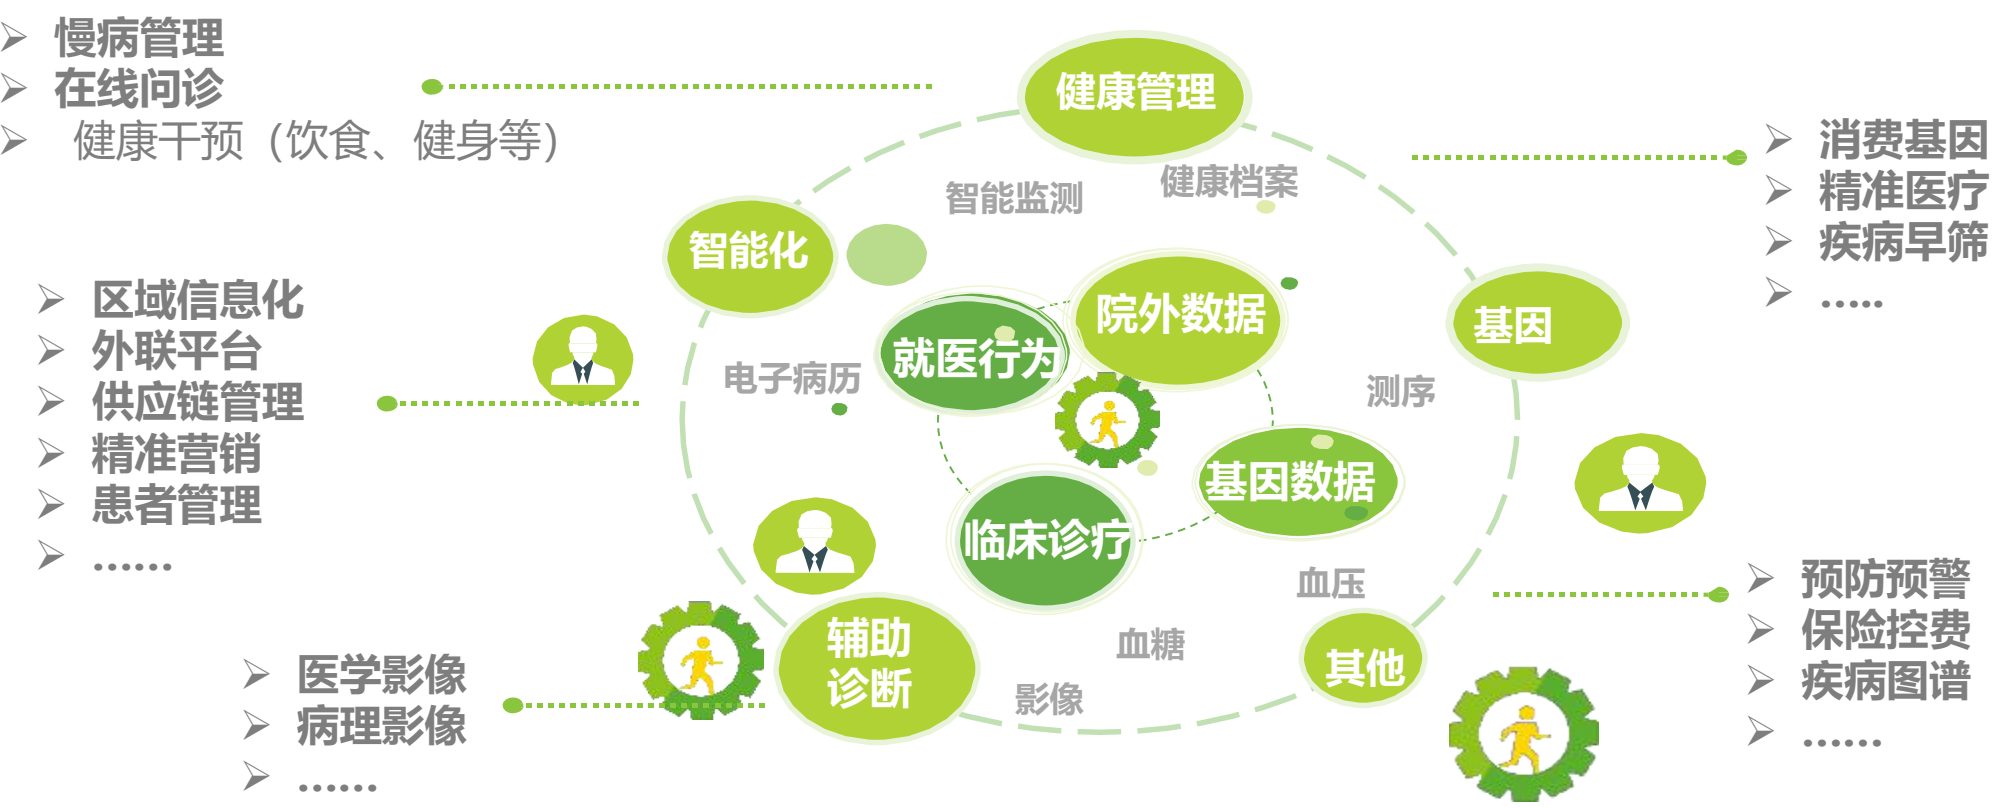 慢病管理
在线问诊
健康干预（饮食、健身等）
健康管理
消费基因
精准医疗
疾病早筛
.....
智能监测
健康档案
智能化
区域信息化
外联平台
供应链管理
精准营销
患者管理
......
院外数据
就医行为
基因
电子病历
测序
基因数据
临床诊疗
血压
血糖
影像
辅助
诊断
其他
预防预警
保险控费
疾病图谱
......
医学影像
病理影像
......